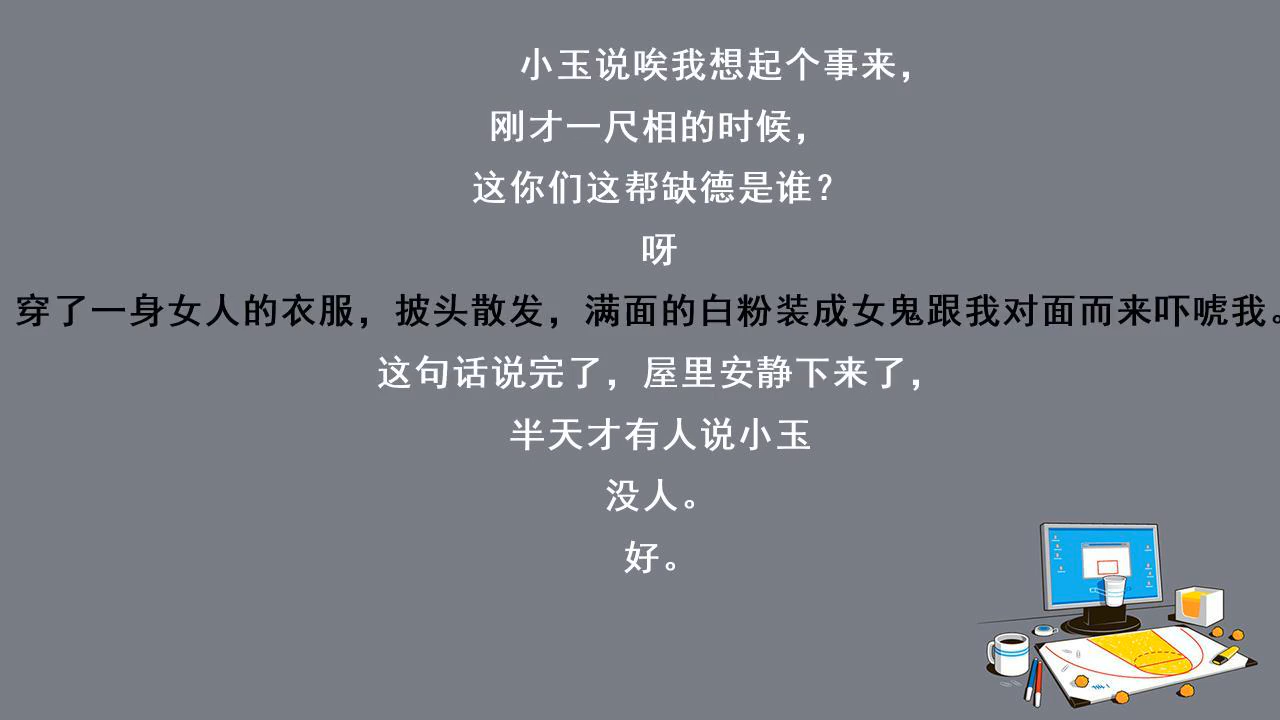 小玉说唉我想起个事来，
刚才一尺相的时候，
这你们这帮缺德是谁？
呀
穿了一身女人的衣服，披头散发，满面的白粉装成女鬼跟我对面而来吓唬我。
这句话说完了，屋里安静下来了，
半天才有人说小玉
没人。
好。